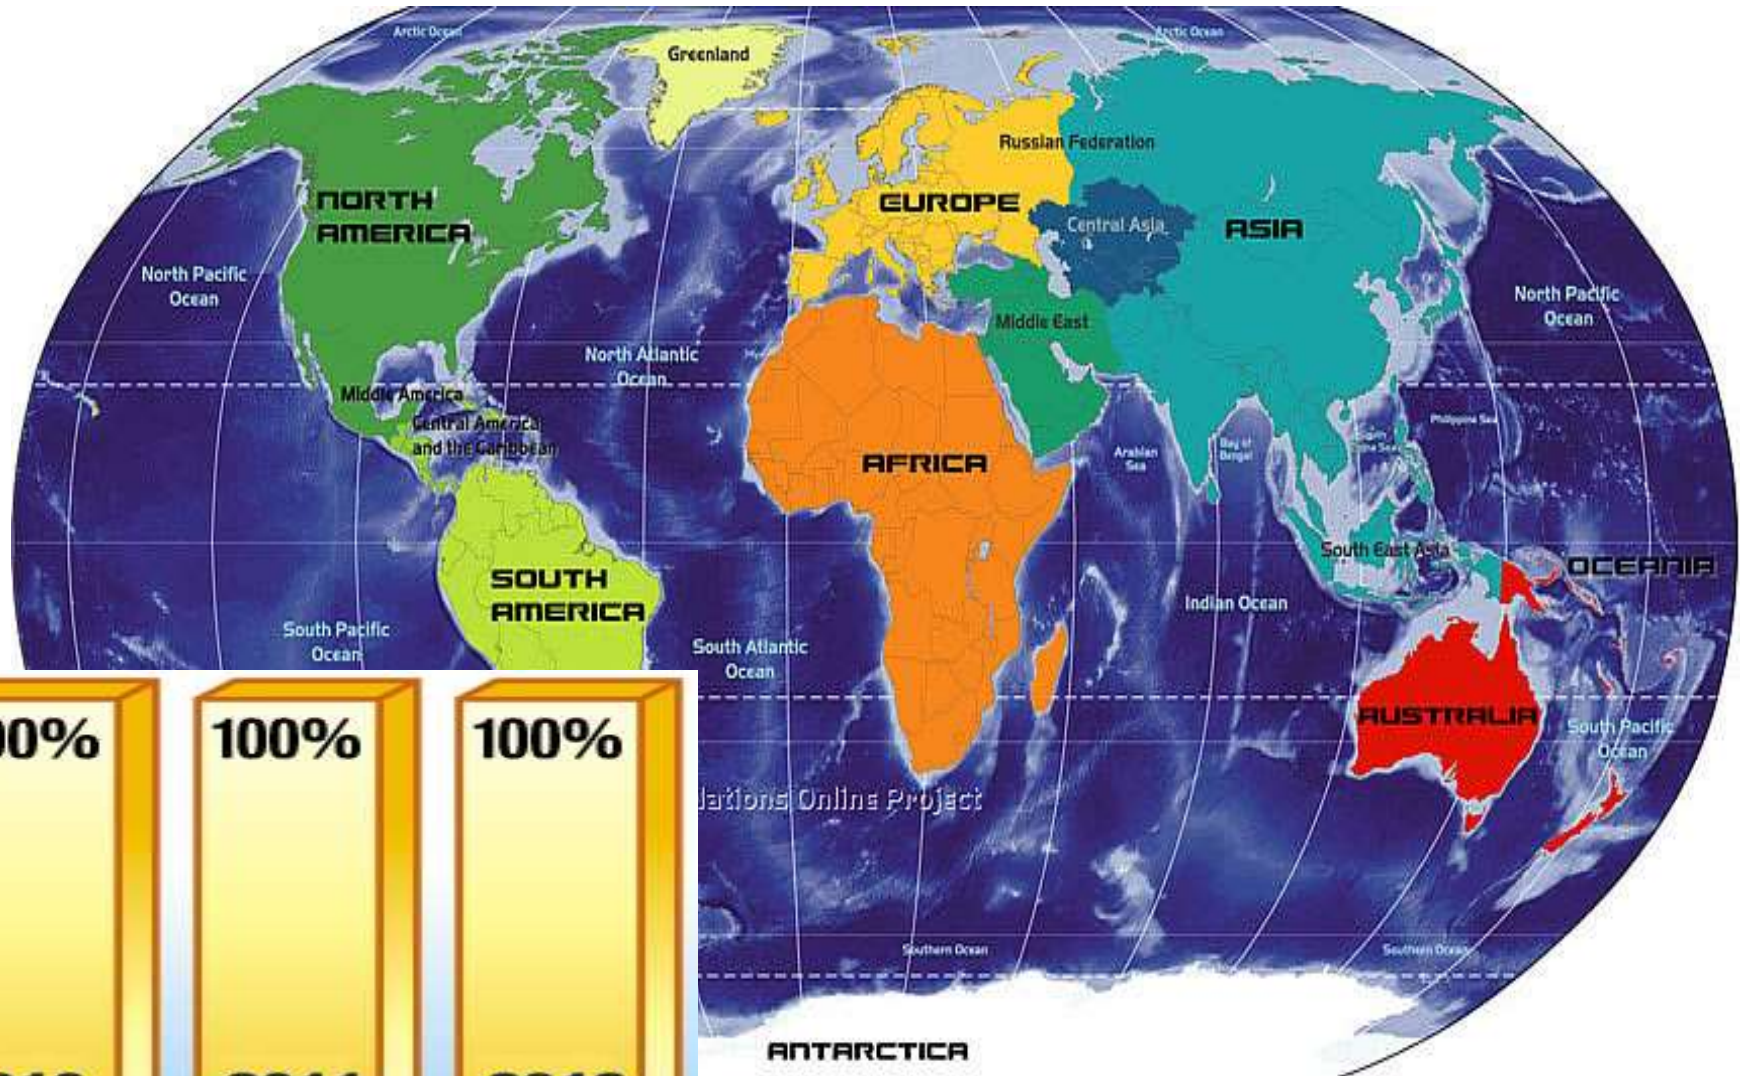 Arctic Ocean
Arctic Ocean
Greenland
Russian Federation
NORTH
AMERICA
EUROPE
Central Asia
ASIA
North Pacific
Ocean
North Pacific
Ocean
Middle East
North Atlantic
Ocean
Middle America
Central America
and the Caribbean
Philippine Sea
Arabian
Sea
Bay of
Bengal
AFRICA
South East Asia
OCEANIA
SOUTH
AMERICA
Indian Ocean
South Pacific
Ocean
South Atlantic
Ocean
AUSTRALIA
South Pacific
Ocean
00%
100%
100%
Nations Online Project
Southern Ocean
Southern Ocean
ANTARCTICA